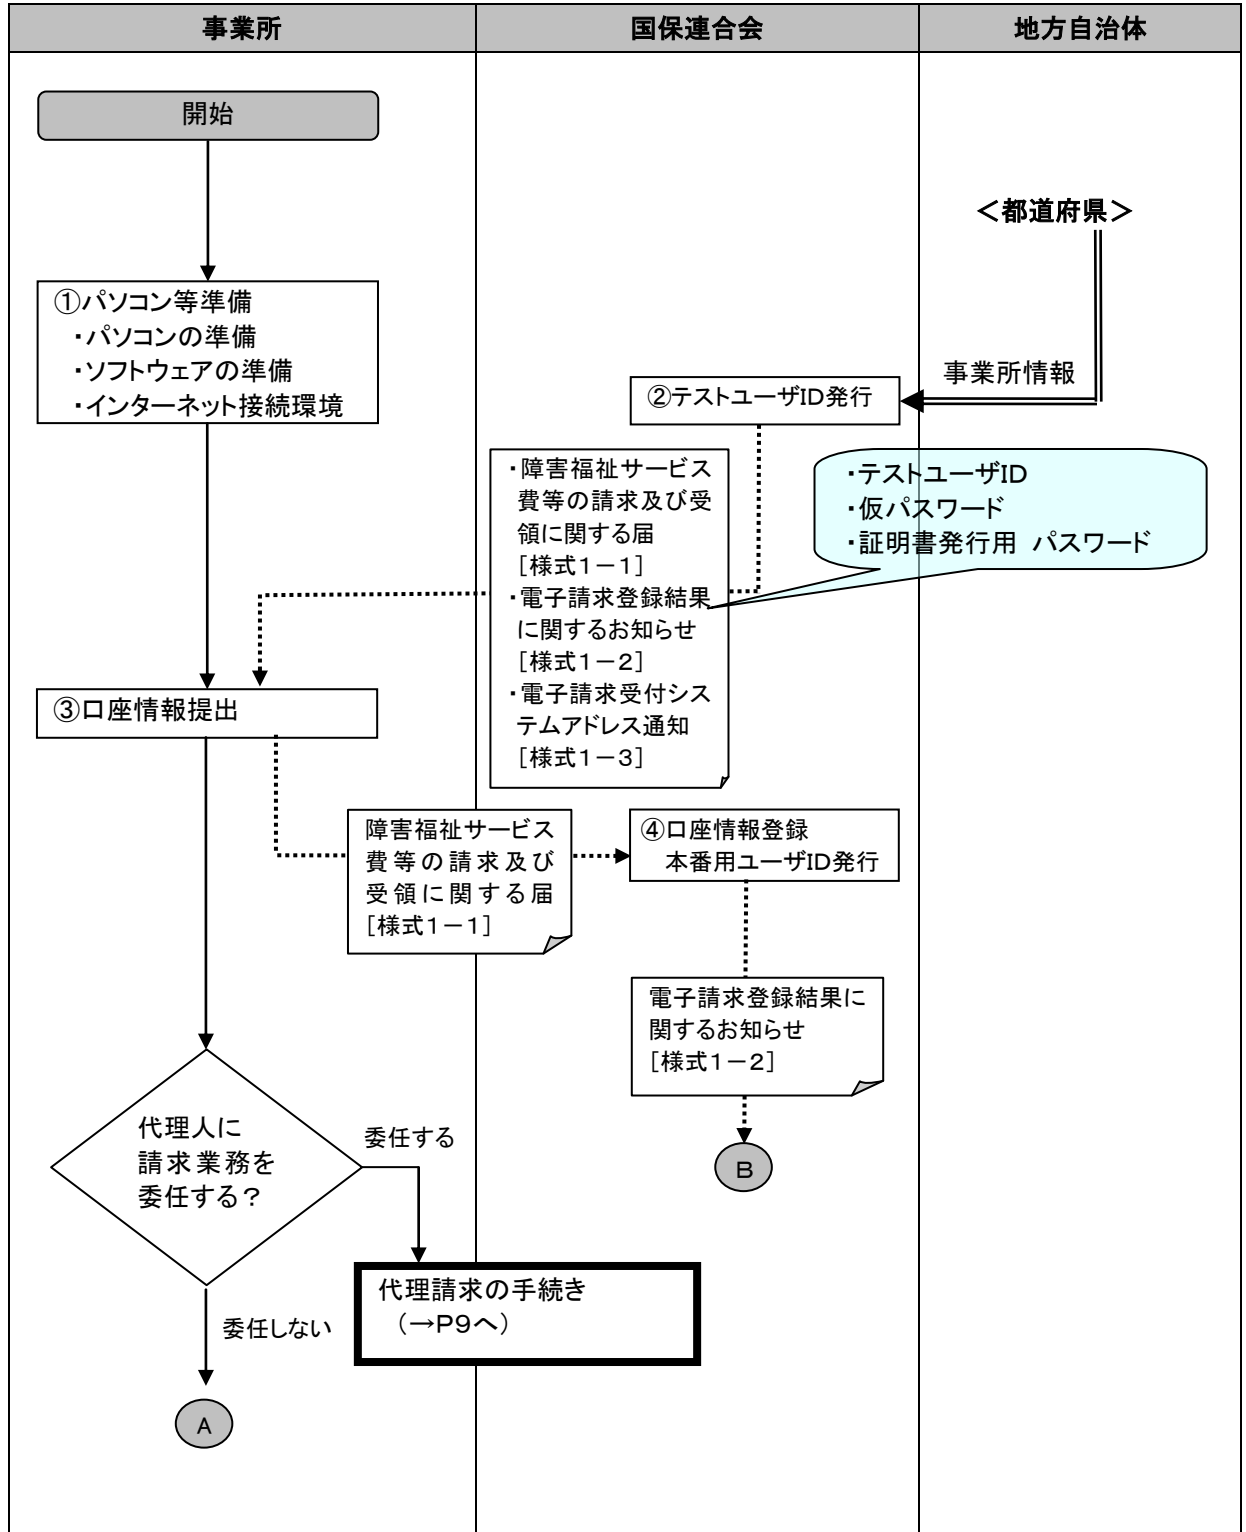 事業所
国保連合会
地方自治体
開始
＜都道府県＞
①パソコン等準備
・パソコンの準備
・ソフトウェアの準備
・インターネット接続環境
事業所情報
②テストユーザID発行
・障害福祉サービス
費等の請求及び受
領に関する届
［様式１－１］
・電子請求登録結果
に関するお知らせ
［様式１－２］
・電子請求受付シス
テムアドレス通知
［様式１－３］
・テストユーザID
・仮パスワード
・証明書発行用　パスワード
③口座情報提出
障害福祉サービス
費等の請求及び
受領に関する届
［様式１－１］
④口座情報登録
本番用ユーザID発行
電子請求登録結果に
関するお知らせ
［様式１－２］
代理人に
請求業務を
委任する？
委任する
B
代理請求の手続き
（→P９へ）
委任しない
A